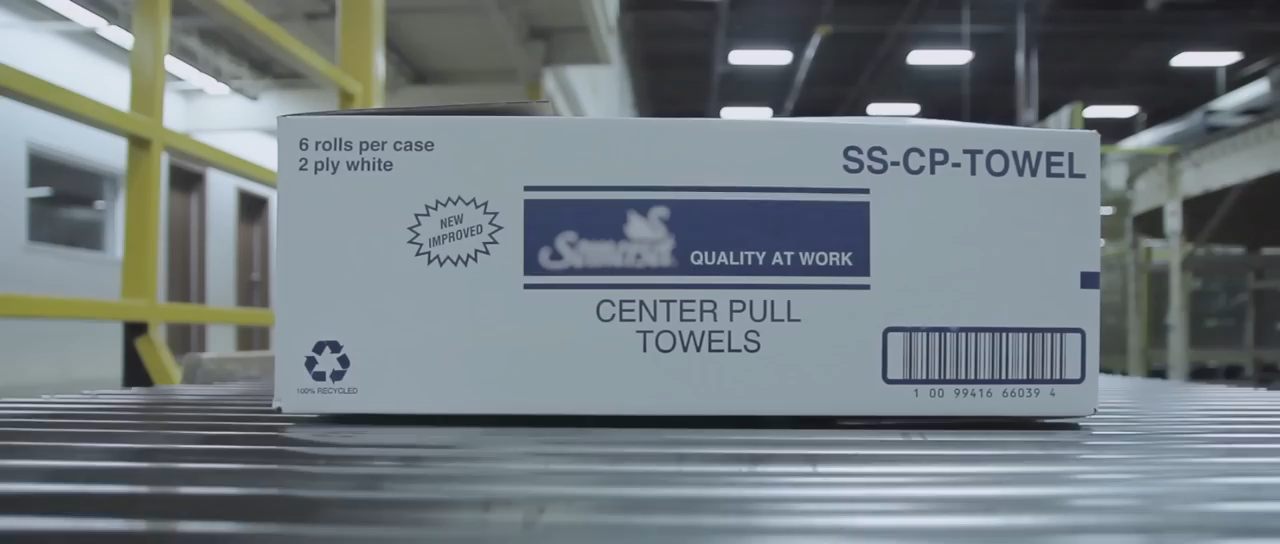 6 rolls per case
2 ply white
SS-CP-TOWEL
NEW
IMPROVED
QUALITY AT WORK
CENTER PULL
TOWELS
100% RECYCLED
1 00 99416 66039 4